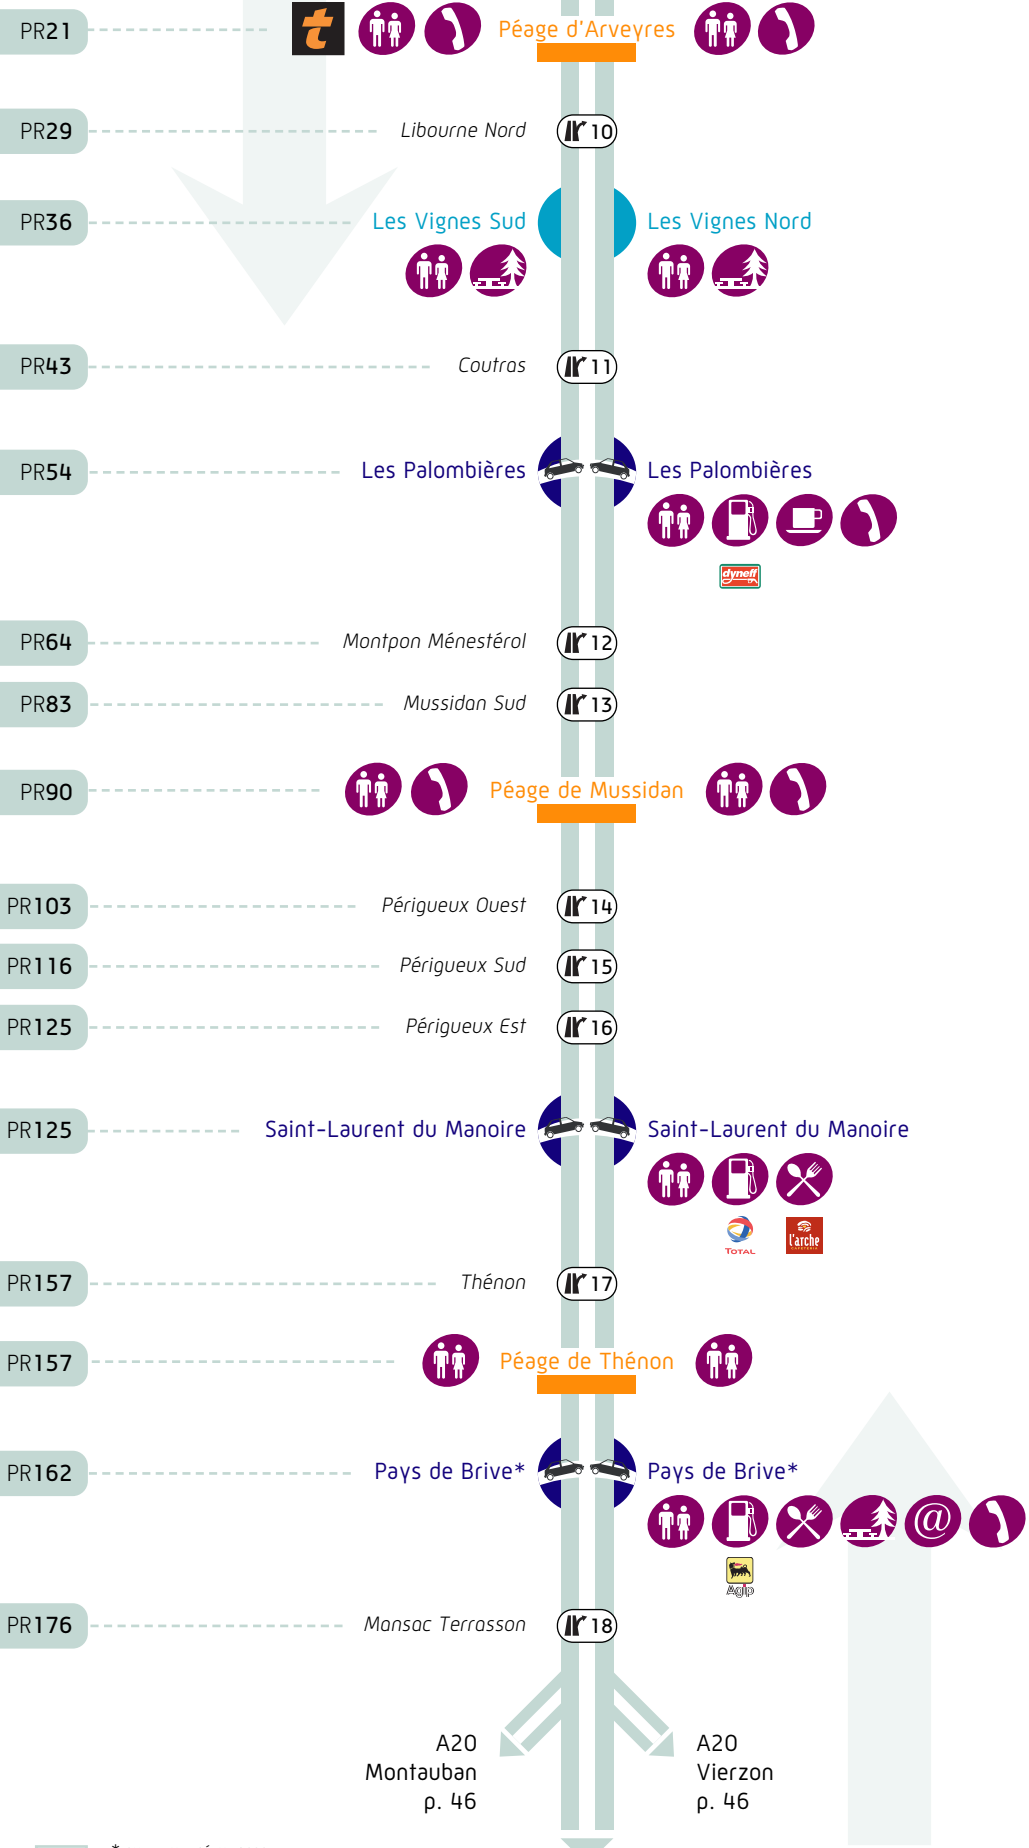 PR21 t Péage d'Arveyres
PR29 Libourne Nord 10
PR36 Les Vignes Sud Les Vignes Nord
PR43 Coutras 11
PR54 Les Palombières Les Palombières
dyneff
PR64 Montpon Ménestérol 12
PR83 Mussidan Sud 13
PR90 Péage de Mussidan
PR103 Périgueux Ouest 14
PR116 Périgueux Sud 15
PR125 Périgueux Est 16
PR125 Saint-Laurent du Manoire Saint-Laurent du Manoire
TOTAL l'arche
CAFETERIA
PR157 Thénon 17
PR157 Péage de Thénon
PR162 Pays de Brive* Pays de Brive*
@
Agip
PR176 Mansac Terrasson 18
A20 A20
Montauban Vierzon
p. 46 p. 46